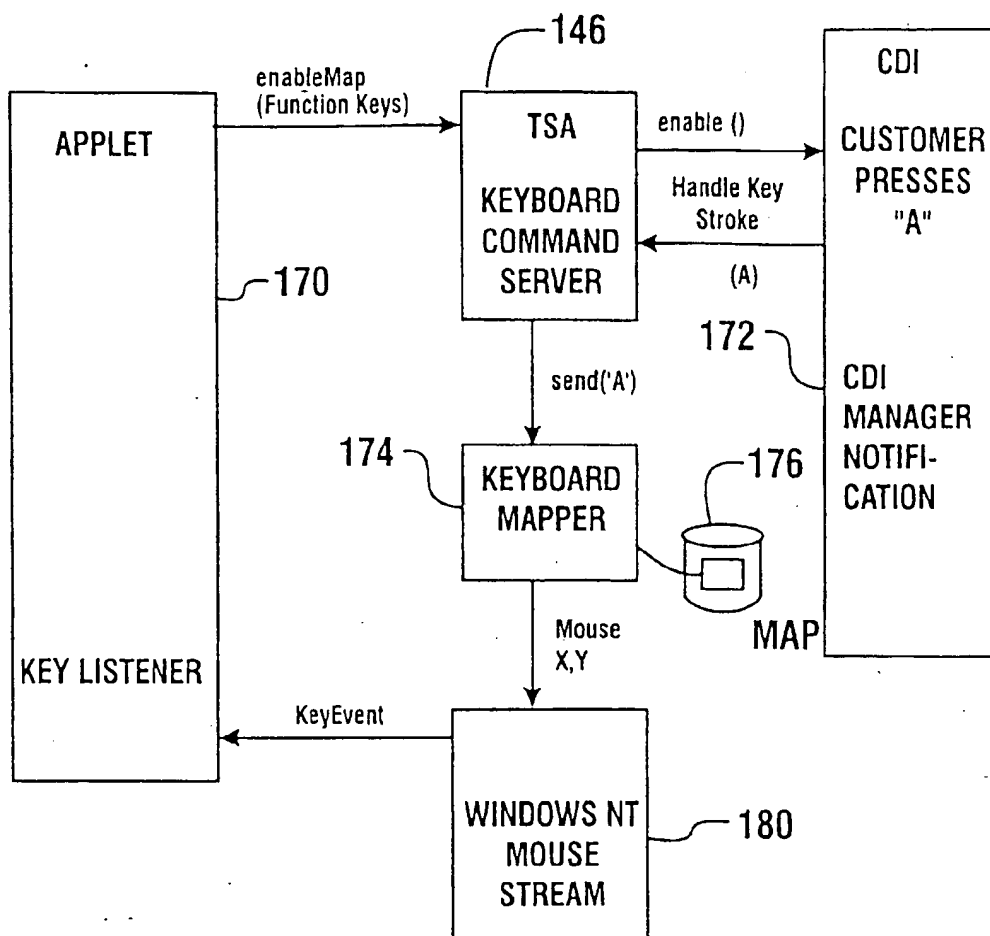 146
enableMap
(Function Keys)
APPLET
170
KEY LISTENER
TSA
KEYBOARD
COMMAND
SERVER
enable ()
Handle Key
Stroke
(A)
CDI
CUSTOMER
PRESSES
"A"
172
CDI
MANAGER
NOTIFI-
CATION
send('A')
174
KEYBOARD
MAPPER
176
MAP
Mouse
X,Y
KeyEvent
WINDOWS NT
MOUSE
STREAM
180